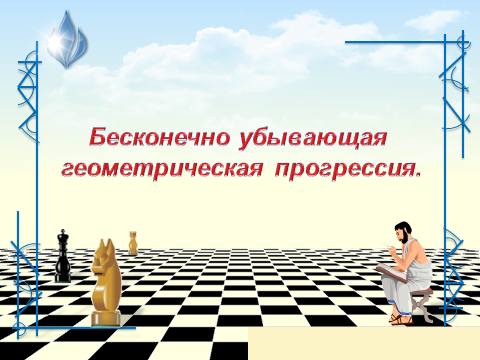 Бесконечно убывающая
геометрическая прогрессия.